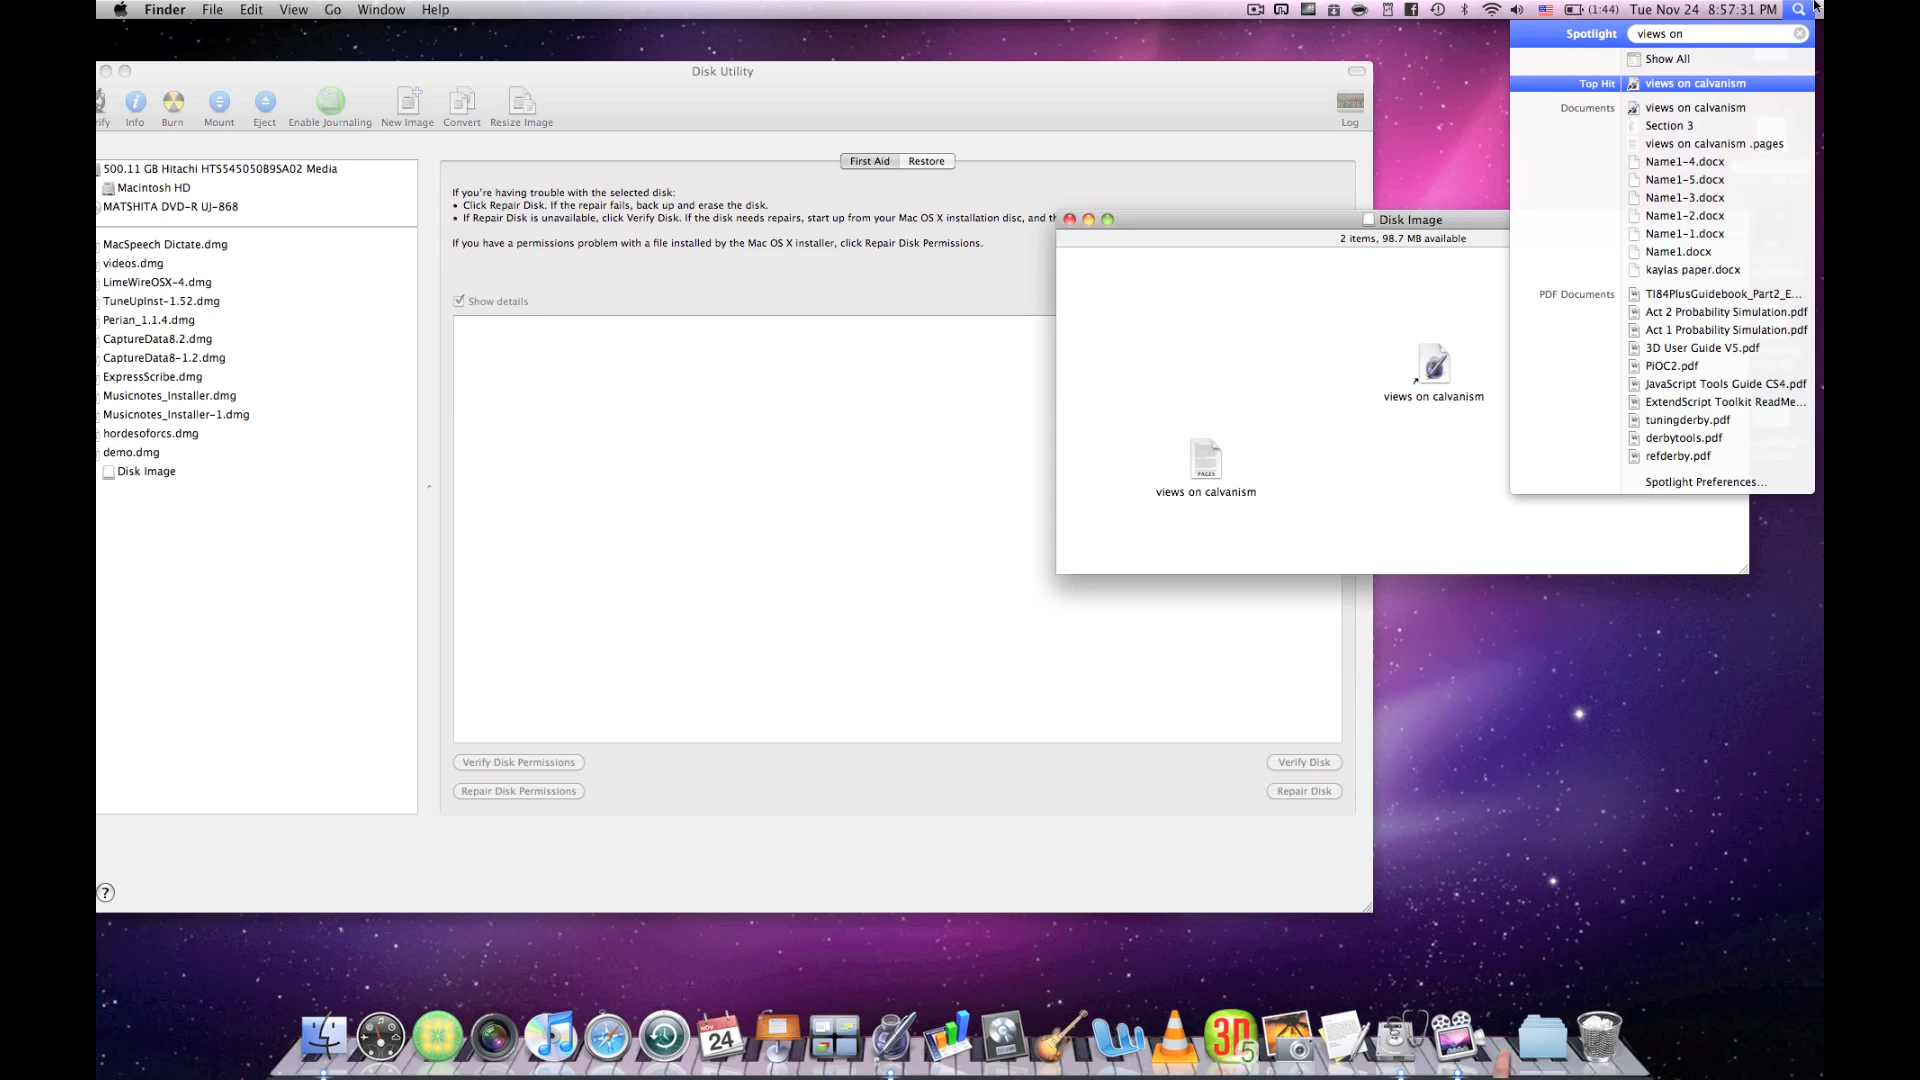 Finder File Edit View Go Window Help
(1:44) Tue Nov 24 8:57:31 PM
Spotlight views on
Show All
Top Hit views on calvanism
Documents views on calvanism
Section 3
views on calvanism .pages
Name1-4.docx
Name1-5.docx
Name1-3.docx
Name1-2.docx
Name1-1.docx
Name1.docx
kaylas paper.docx
PDF Documents TI84PlusGuidebook_Part2_E...
Act 2 Probability Simulation.pdf
Act 1 Probability Simulation.pdf
3D User Guide V5.pdf
PiOC2.pdf
JavaScript Tools Guide CS4.pdf
ExtendScript Toolkit ReadMe...
tuningderby.pdf
derbytools.pdf
refderby.pdf
Spotlight Preferences...
Disk Utility
ify Info Burn Mount Eject Enable Journaling New Image Convert Resize Image Log
500.11 GB Hitachi HTS545050B9SA02 Media
Macintosh HD
MATSHITA DVD-R UJ-868
MacSpeech Dictate.dmg
videos.dmg
LimeWireOSX-4.dmg
TuneUpInst-1.52.dmg
Perian_1.1.4.dmg
CaptureData8.2.dmg
CaptureData8-1.2.dmg
ExpressScribe.dmg
Musicnotes_Installer.dmg
Musicnotes_Installer-1.dmg
hordesoforcs.dmg
demo.dmg
Disk Image
First Aid Restore
If you're having trouble with the selected disk:
• Click Repair Disk. If the repair fails, back up and erase the disk.
• If Repair Disk is unavailable, click Verify Disk. If the disk needs repairs, start up from your Mac OS X installation disc, and th
If you have a permissions problem with a file installed by the Mac OS X installer, click Repair Disk Permissions.
Show details
Verify Disk Permissions Verify Disk
Repair Disk Permissions Repair Disk
?
Disk Image
2 items, 98.7 MB available
views on calvanism
PAGES
views on calvanism
NOV
24
3D
5